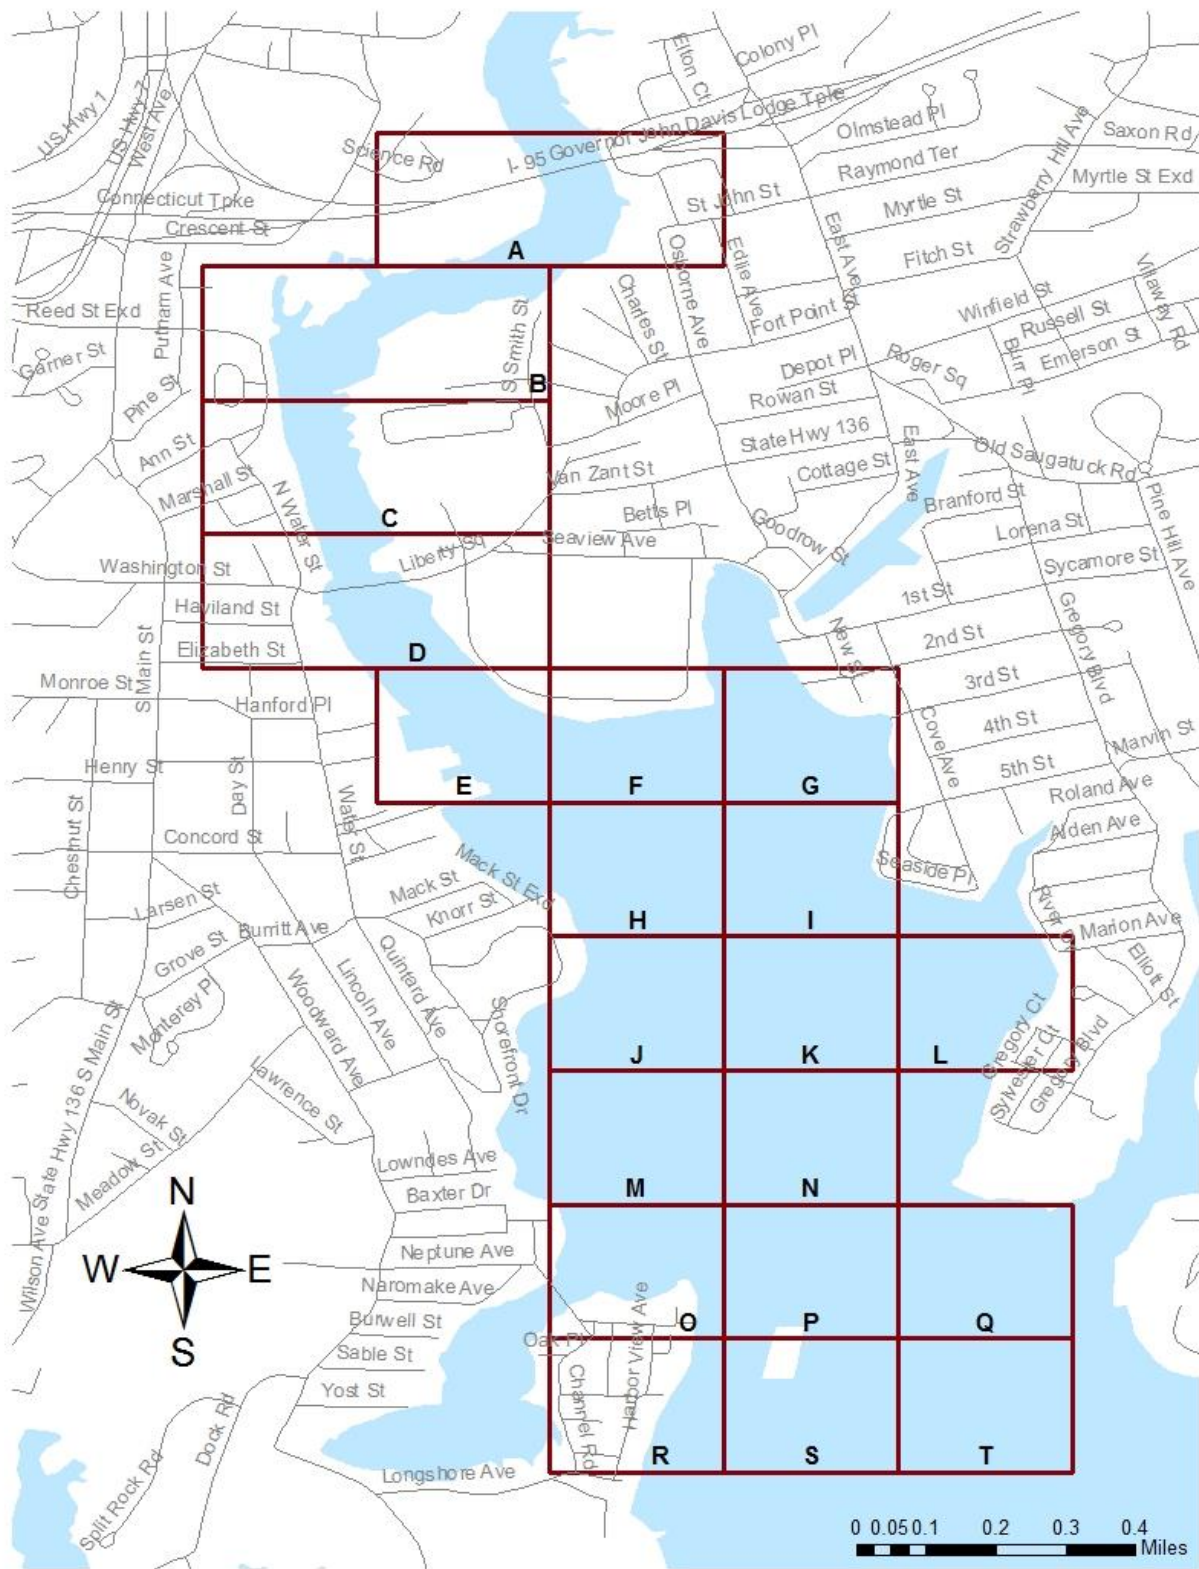 Elton Ct
Colony Pl
US Hwy 1
US Hwy 7
West Ave
I- 95 Governor John Davis Lodge Tpke
Science Rd
Olmstead Pl
Saxon Rd
Raymond Ter
Strawberry Hill Ave
Myrtle St Exd
Connecticut Tpke
St John St
Myrtle St
Crescent St
A
Osborne Ave
Edlie Ave
East Ave
Fitch St
Putnam Ave
Reed St Exd
Charles St
Fort Point St
Winfield St
Villaway Rd
Russell St
Garner St
S Smith St
Burr Pl
Emerson St
Depot Pl
Roger Sq
Pine St
B
Moore Pl
Rowan St
State Hwy 136
Ann St
Van Zant St
Cottage St
East Ave
Old Saugatuck Rd
Marshall St
N Water St
Branford St
Betts Pl
Goodrow St
Lorena St
Pine Hill Ave
C
Liberty Sq
Seaview Ave
Washington St
Sycamore St
1st St
Haviland St
2nd St
Gregory Blvd
New St
S Main St
Elizabeth St
D
3rd St
Monroe St
Hanford Pl
4th St
Cove Ave
Marvin St
5th St
Henry St
Day St
E
F
G
Roland Ave
Water St
Alden Ave
Chesnut St
Concord St
Seaside Pl
Mack St Exd
Mack St
Larsen St
Knorr St
H
I
River Dr
Marion Ave
Burritt Ave
Grove St
Quintard Ave
Elliott St
Lincoln Ave
Woodward Ave
Monterey Pl
Shorefront Dr
J
K
L
Gregory Ct
Sylvester Ct
Gregory Blvd
Lawrence St
Novak St
State Hwy 136 S Main St
Meadow St
Lowndes Ave
M
N
Baxter Dr
N
Wilson Ave
W
E
Neptune Ave
Naromake Ave
Harbor View Ave
O
P
Q
Burwell St
Oak Pl
S
Sable St
Yost St
Channel Rd
Dock Rd
R
S
T
Longshore Ave
Split Rock Rd
0 0.05 0.1 0.2 0.3 0.4
Miles